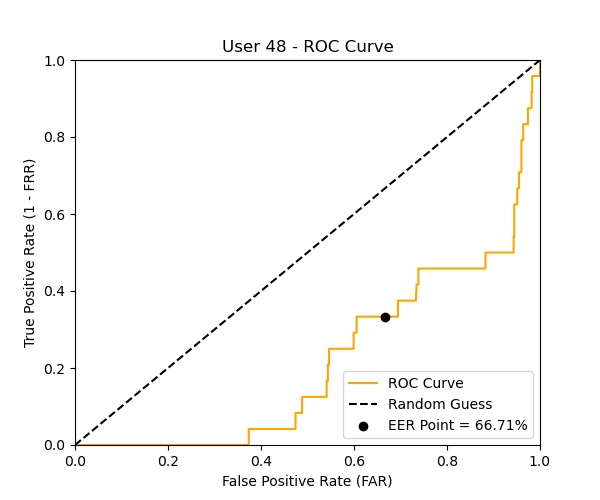 User 48 - ROC Curve
True Positive Rate (1 - FRR)
1.0
0.8
0.6
0.4
0.2
0.0
0.0 0.2 0.4 0.6 0.8 1.0
False Positive Rate (FAR)
ROC Curve
Random Guess
EER Point = 66.71%